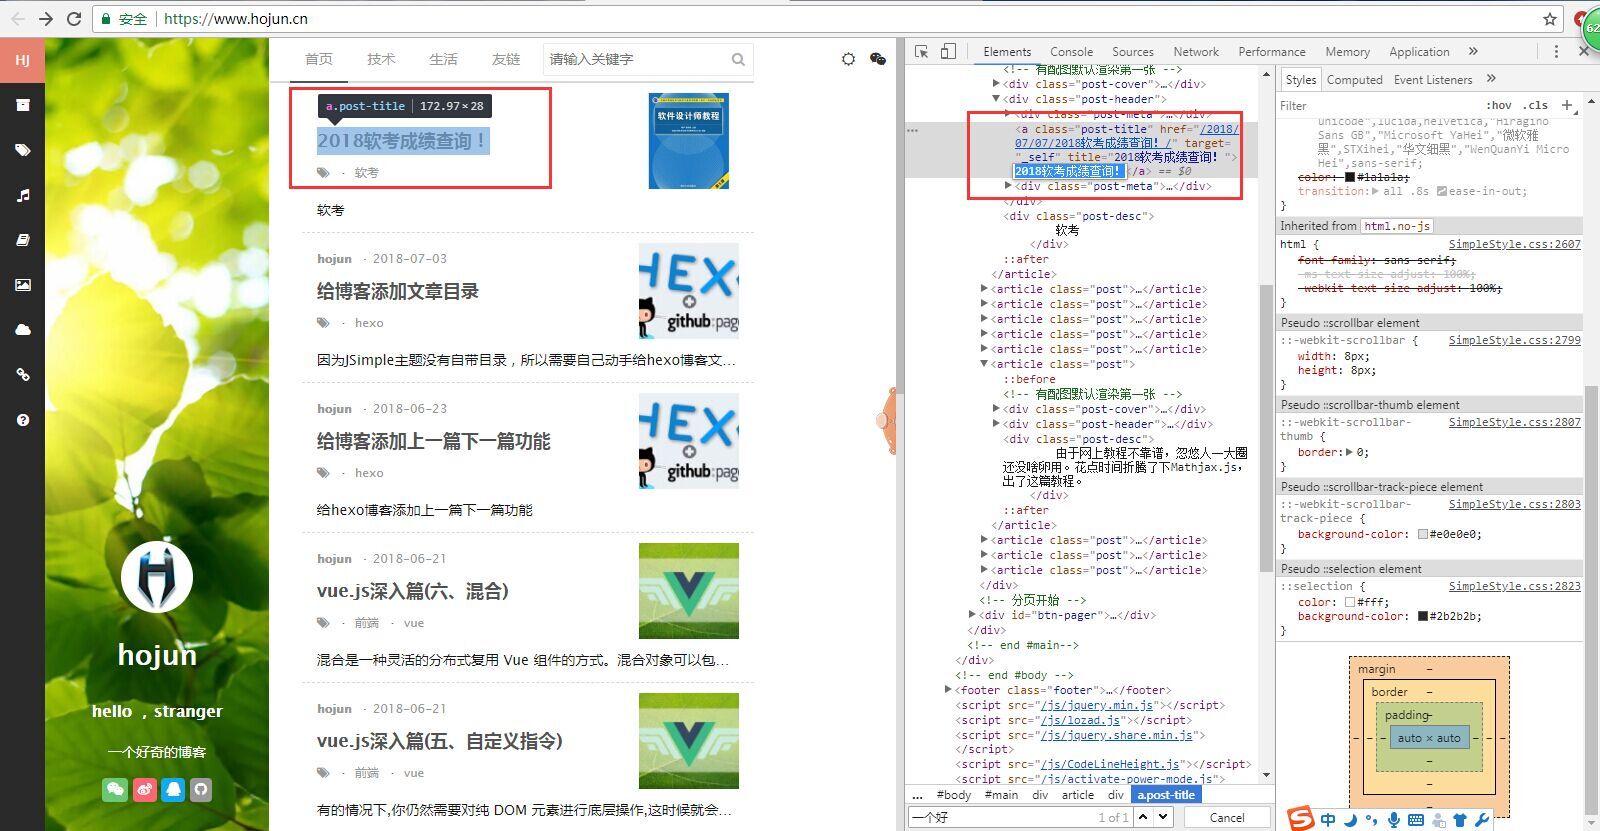 安全 | https://www.hojun.cn
62
HJ
首页 技术 生活 友链 请输入关键字
a.post-title | 172.97 × 28
2018软考成绩查询！
· 软考
软考
软件设计师教程
hojun · 2018-07-03
给博客添加文章目录
· hexo
因为JSimple主题没有自带目录，所以需要自己动手给hexo博客文...
HEXO
github:page
hojun · 2018-06-23
给博客添加上一篇下一篇功能
· hexo
给hexo博客添加上一篇下一篇功能
HEXO
github:page
hojun · 2018-06-21
vue.js深入篇(六、混合)
· 前端 · vue
混合是一种灵活的分布式复用 Vue 组件的方式。混合对象可以包...
hojun · 2018-06-21
vue.js深入篇(五、自定义指令)
· 前端 · vue
有的情况下,你仍然需要对纯 DOM 元素进行底层操作,这时候就会...
hojun
hello ，stranger
一个好奇的博客
Elements Console Sources Network Performance Memory Application »
<!-- 有配图默认渲染第一张 -->
<div class="post-cover">…</div>
<div class="post-header">
<div class="post-meta">…</div>
<a class="post-title" href="/2018/
07/07/2018软考成绩查询！/" target=
"_self" title="2018软考成绩查询！">
2018软考成绩查询！</a> == $0
<div class="post-meta">…</div>
</div>
<div class="post-desc">
软考
</div>
::after
</article>
<article class="post">…</article>
<article class="post">…</article>
<article class="post">…</article>
<article class="post">…</article>
<article class="post">…</article>
<article class="post">
::before
<!-- 有配图默认渲染第一张 -->
<div class="post-cover">…</div>
<div class="post-header">…</div>
<div class="post-desc">
由于网上教程不靠谱，忽悠人一大圈
还没啥卵用。花点时间折腾了下Mathjax.js，
出了这篇教程。
</div>
::after
</article>
<article class="post">…</article>
<article class="post">…</article>
<article class="post">…</article>
</div>
<!-- 分页开始 -->
<div id="btn-pager">…</div>
</div>
<!-- end #main-->
</div>
<!-- end #body -->
<footer class="footer">…</footer>
<script src="/js/jquery.min.js"></script>
<script src="/js/lozad.js"></script>
<script src="/js/jquery.share.min.js">
</script>
<script src="/js/CodeLineHeight.js"></script>
<script src="/js/activate-power-mode.js">
... #body #main div article div a.post-title
一个好 1 of 1 Cancel
Styles Computed Event Listeners »
Filter :hov .cls +
unicode",lucida,helvetica,"Hiragino
Sans GB","Microsoft YaHei","微软雅
黑",STXihei,"华文细黑","WenQuanYi Micro
Hei",sans-serif;
color: #1a1a1a;
transition: all .8s ease-in-out;
}
Inherited from html.no-js
html { SimpleStyle.css:2607
font-family: sans-serif;
-ms-text-size-adjust: 100%;
-webkit-text-size-adjust: 100%;
}
Pseudo ::scrollbar element
::-webkit-scrollbar { SimpleStyle.css:2799
width: 8px;
height: 8px;
}
Pseudo ::scrollbar-thumb element
::-webkit-scrollbar- SimpleStyle.css:2807
thumb {
border: 0;
}
Pseudo ::scrollbar-track-piece element
::-webkit-scrollbar- SimpleStyle.css:2803
track-piece {
background-color: #e0e0e0;
}
Pseudo ::selection element
::selection { SimpleStyle.css:2823
color: #fff;
background-color: #2b2b2b;
}
margin –
border –
padding –
– – – auto × auto – – –
–
–
–
S 中